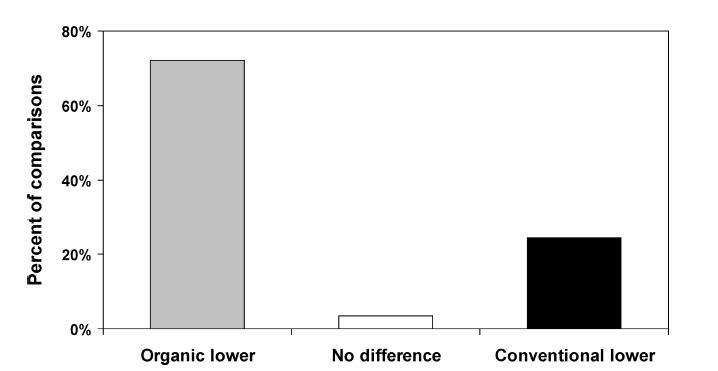 80%
60%
40%
20%
0%
Percent of comparisons
Organic lower
No difference
Conventional lower